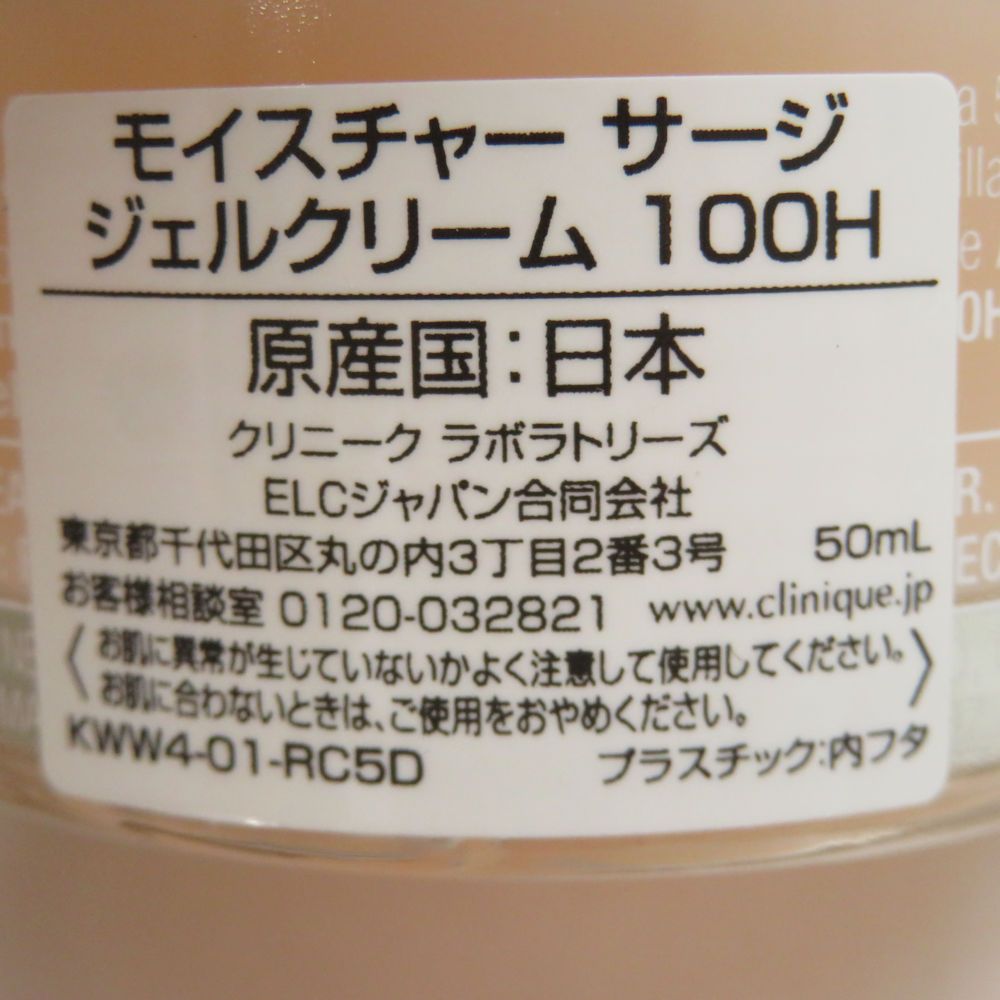 モイスチャー サージ
ジェルクリーム 100H
原産国：日本
クリニーク ラボラトリーズ
ELCジャパン合同会社
東京都千代田区丸の内3丁目2番3号 50mL
お客様相談室 0120-032821 www.clinique.jp
〈お肌に異常が生じていないかよく注意して使用してください。
お肌に合わないときは、ご使用をおやめください。〉
KWW4-01-RC5D プラスチック：内フタ